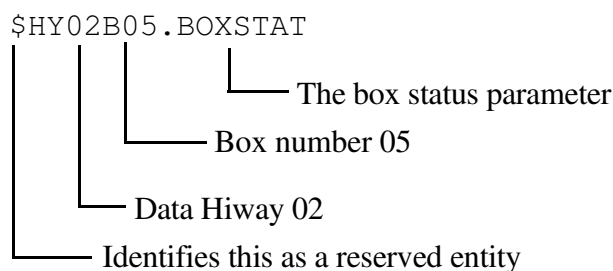 $HY02B05.BOXSTAT
The box status parameter
Box number 05
Data Hiway 02
Identifies this as a reserved entity